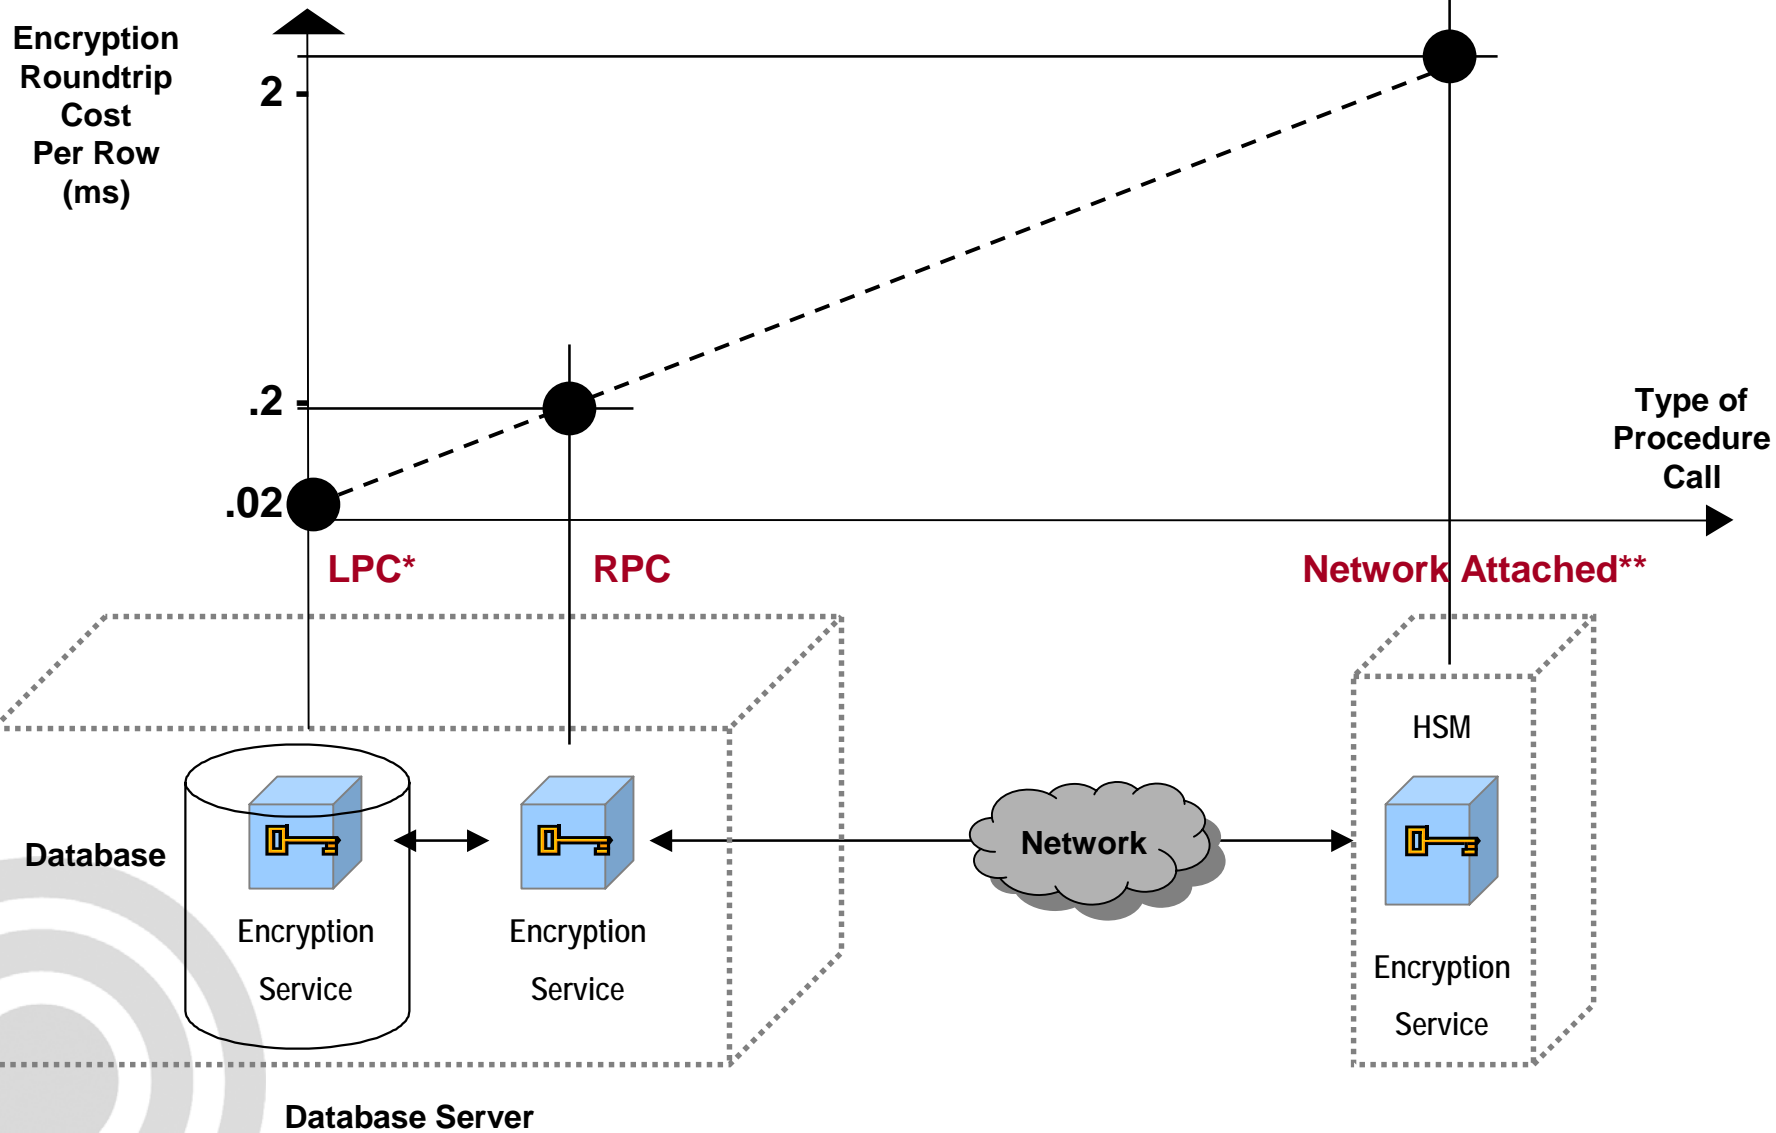 Encryption
Roundtrip
Cost
Per Row
(ms)
2
.2
.02
Type of
Procedure
Call
LPC*
RPC
Network Attached**
HSM
Database
Network
Encryption
Service
Encryption
Service
Encryption
Service
Database Server